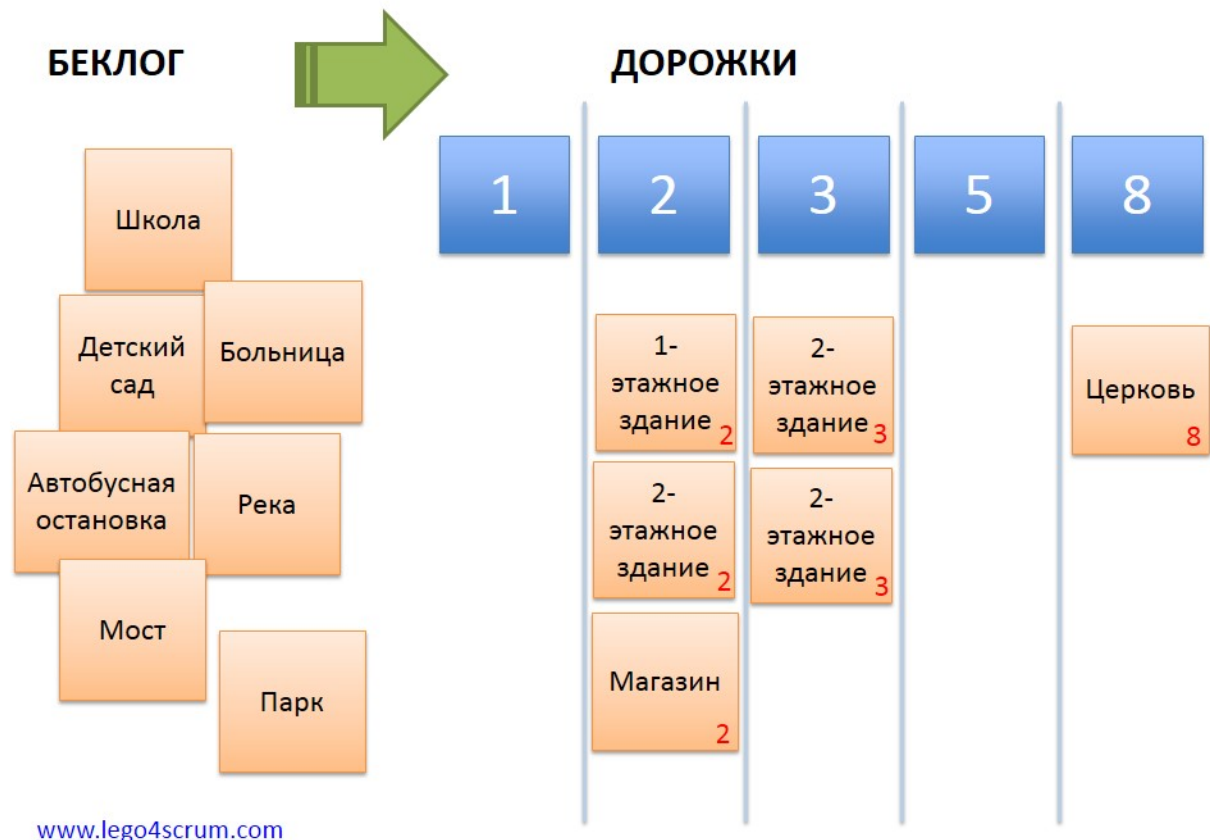 БЕКЛОГ
ДОРОЖКИ
1
2
3
5
8
Школа
Детский
сад
Больница
Автобусная
остановка
Река
Мост
Парк
1-
этажное
здание
2
2-
этажное
здание
2
Магазин
2
2-
этажное
здание
3
2-
этажное
здание
3
Церковь
8
www.lego4scrum.com